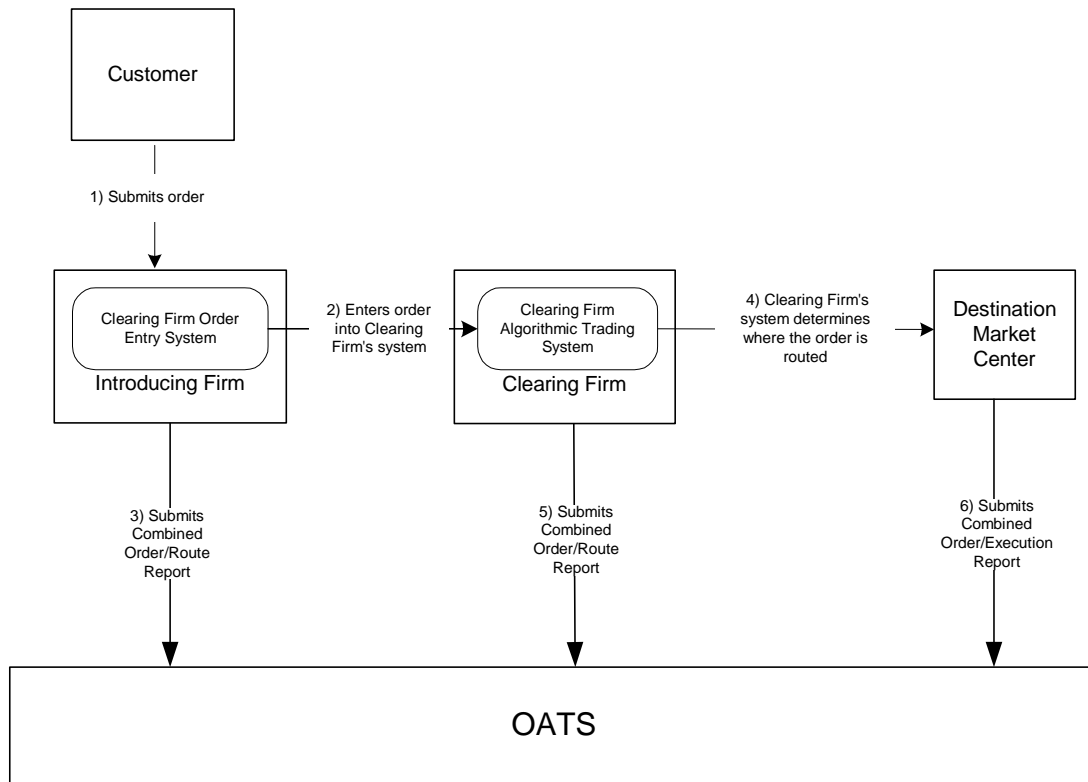 Customer
1) Submits order
Clearing Firm Order
Entry System
Introducing Firm
2) Enters order
into Clearing
Firm's system
Clearing Firm
Algorithmic Trading
System
Clearing Firm
4) Clearing Firm's
system determines
where the order is
routed
Destination
Market
Center
3) Submits
Combined
Order/Route
Report
5) Submits
Combined
Order/Route
Report
6) Submits
Combined
Order/Execution
Report
OATS